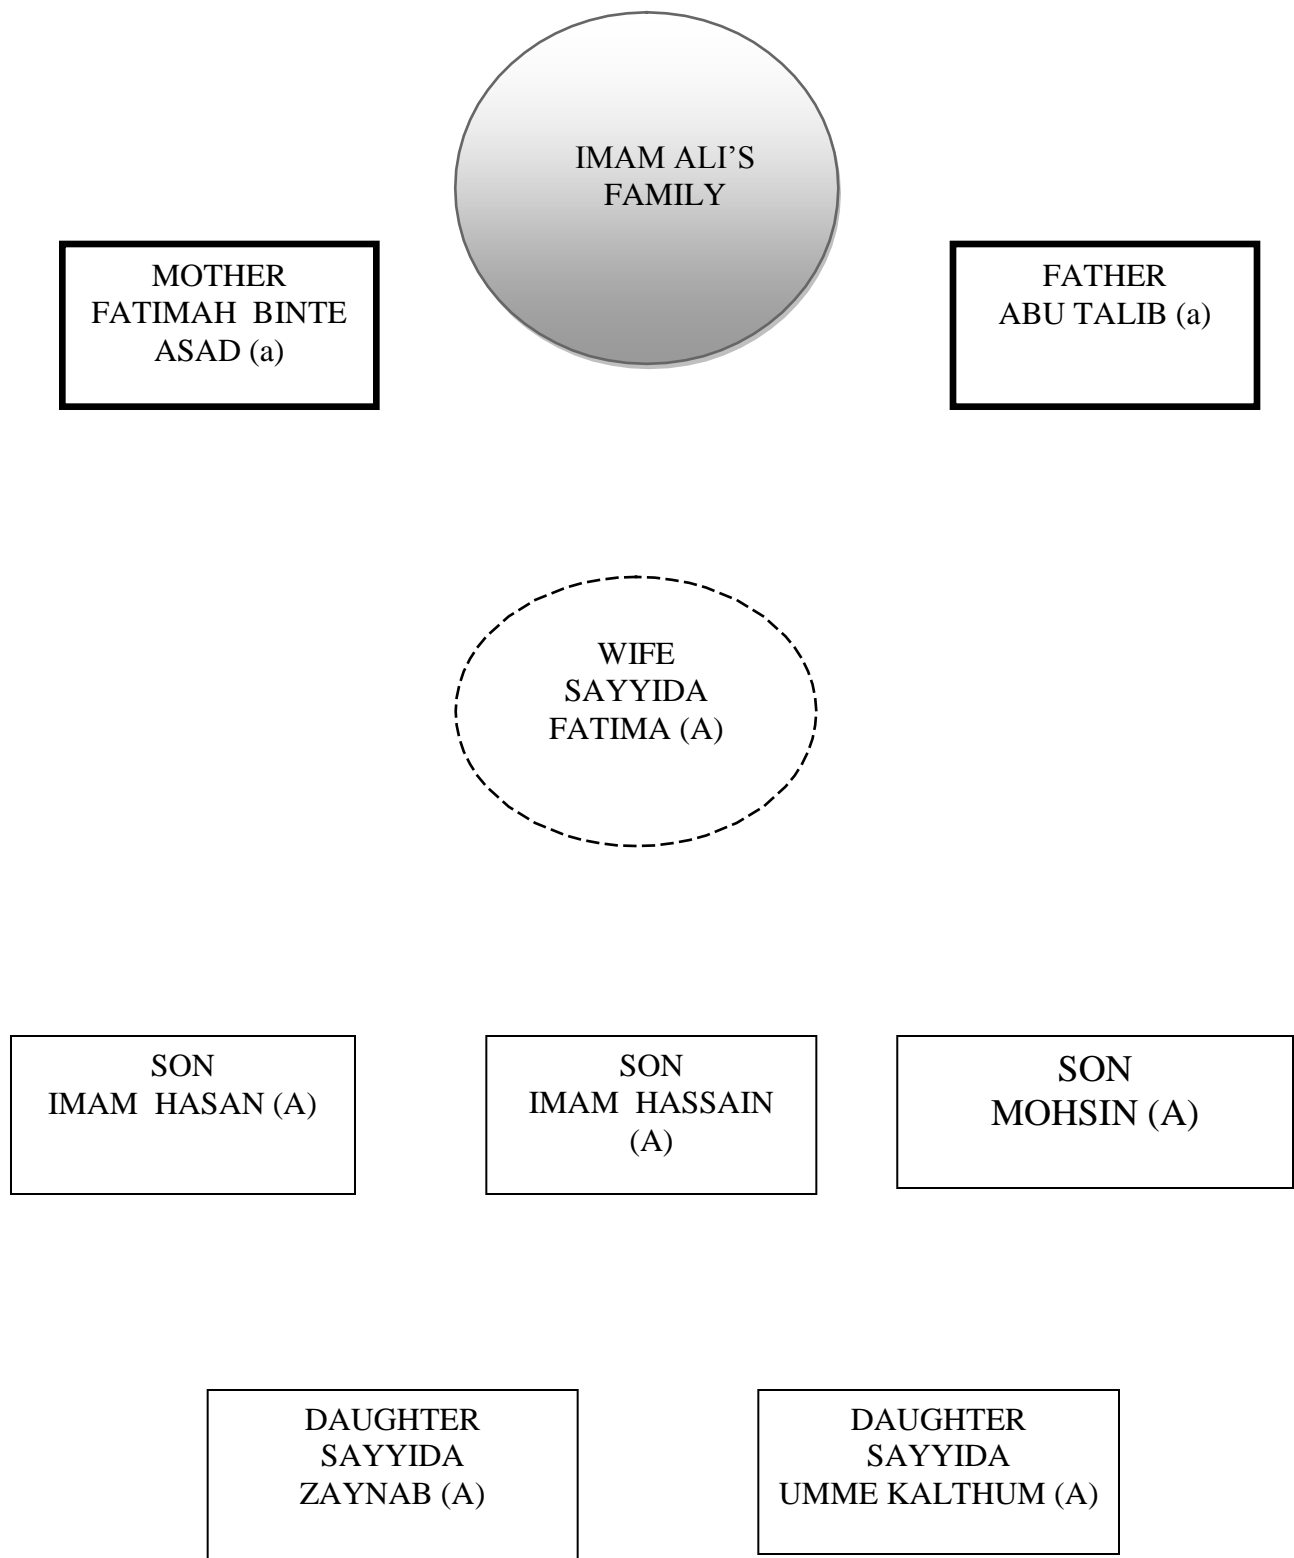 IMAM ALI’S
FAMILY
MOTHER
FATIMAH BINTE
ASAD (a)
FATHER
ABU TALIB (a)
WIFE
SAYYIDA
FATIMA (A)
SON
IMAM HASAN (A)
SON
IMAM HASSAIN
(A)
SON
MOHSIN (A)
DAUGHTER
SAYYIDA
ZAYNAB (A)
DAUGHTER
SAYYIDA
UMME KALTHUM (A)